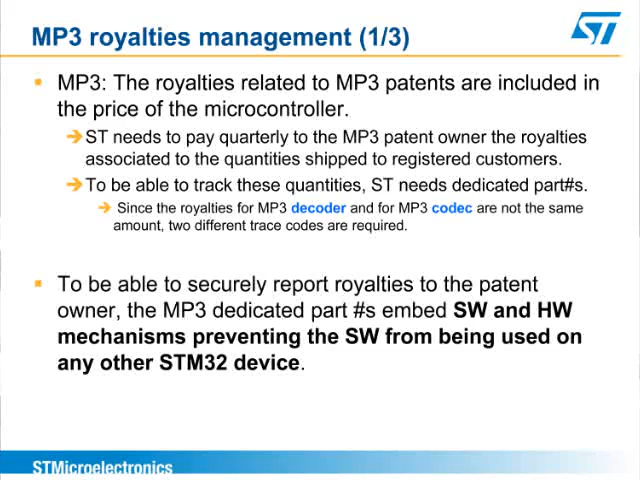 MP3 royalties management (1/3)
ST
MP3: The royalties related to MP3 patents are included in
the price of the microcontroller.
ST needs to pay quarterly to the MP3 patent owner the royalties
associated to the quantities shipped to registered customers.
To be able to track these quantities, ST needs dedicated part#s.
Since the royalties for MP3 decoder and for MP3 codec are not the same
amount, two different trace codes are required.
To be able to securely report royalties to the patent
owner, the MP3 dedicated part #s embed SW and HW
mechanisms preventing the SW from being used on
any other STM32 device.
STMicroelectronics